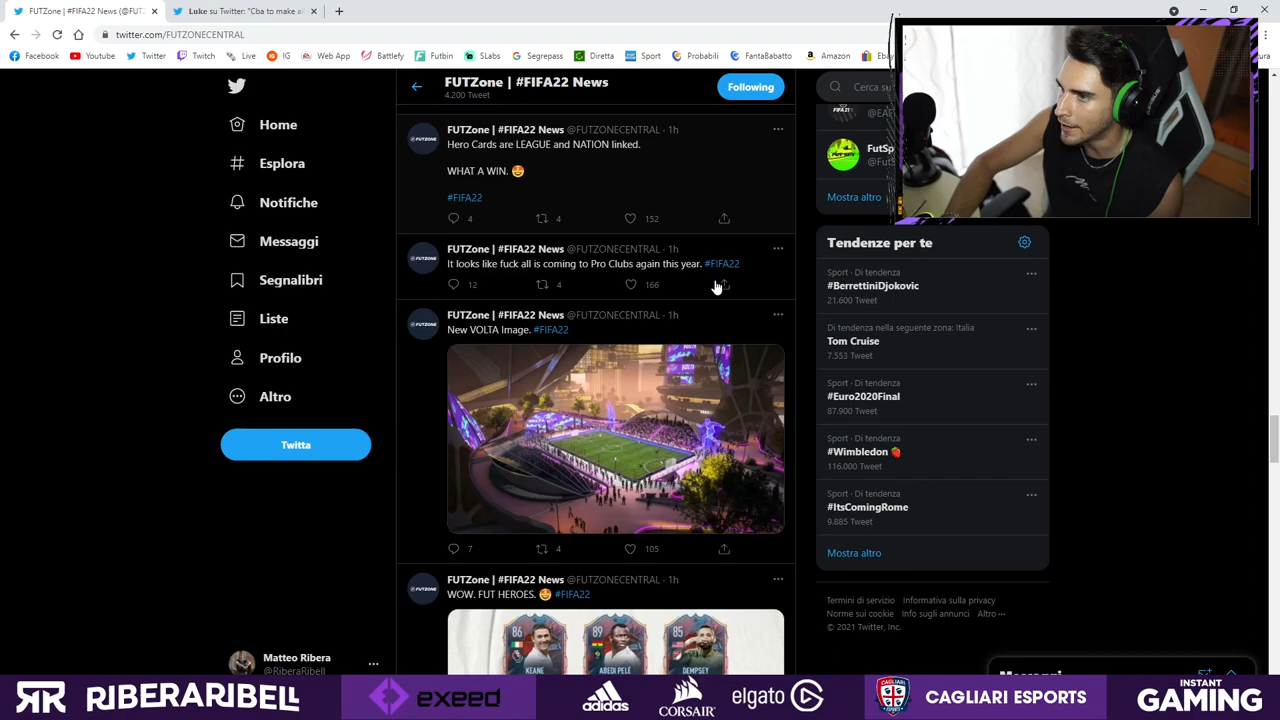 FUTZone | #FIFA22 News (@FU
Luke su Twitter: "Cba to make al
twitter.com/FUTZONECENTRAL
Facebook
Youtube
Twitter
Twitch
Live
IG
Web App
Battlefy
Futbin
SLabs
Segrepass
Diretta
Sport
Probabili
FantaBabatto
Amazon
Ebay
FUTZone | #FIFA22 News
4.200 Tweet
Following
Home
Esplora
Notifiche
Messaggi
Segnalibri
Liste
Profilo
Altro
Twitta
Matteo Ribera
@RiberaRibell
FUTZone | #FIFA22 News @FUTZONECENTRAL · 1h
Hero Cards are LEAGUE and NATION linked.
WHAT A WIN. 🤩
#FIFA22
4 4 152
FUTZone | #FIFA22 News @FUTZONECENTRAL · 1h
It looks like fuck all is coming to Pro Clubs again this year. #FIFA22
12 4 166
FUTZone | #FIFA22 News @FUTZONECENTRAL · 1h
New VOLTA Image. #FIFA22
7 4 105
FUTZone | #FIFA22 News @FUTZONECENTRAL · 1h
WOW. FUT HEROES. 🤩 #FIFA22
86 89 85
KEANE ABEDI PELE DEMPSEY
Mostra altro
Tendenze per te
Sport · Di tendenza
#BerrettiniDjokovic
21.600 Tweet
Di tendenza nella seguente zona: Italia
Tom Cruise
7.553 Tweet
Sport · Di tendenza
#Euro2020Final
87.900 Tweet
Sport · Di tendenza
#Wimbledon 🍓
116.000 Tweet
Sport · Di tendenza
#ItsComingRome
9.885 Tweet
Mostra altro
Termini di servizio Informativa sulla privacy
Norme sui cookie Info sugli annunci Altro ···
© 2021 Twitter, Inc.
RR RIBERARIBELL
exeed
adidas
CORSAIR
elgato
CAGLIARI ESPORTS
INSTANT
GAMING